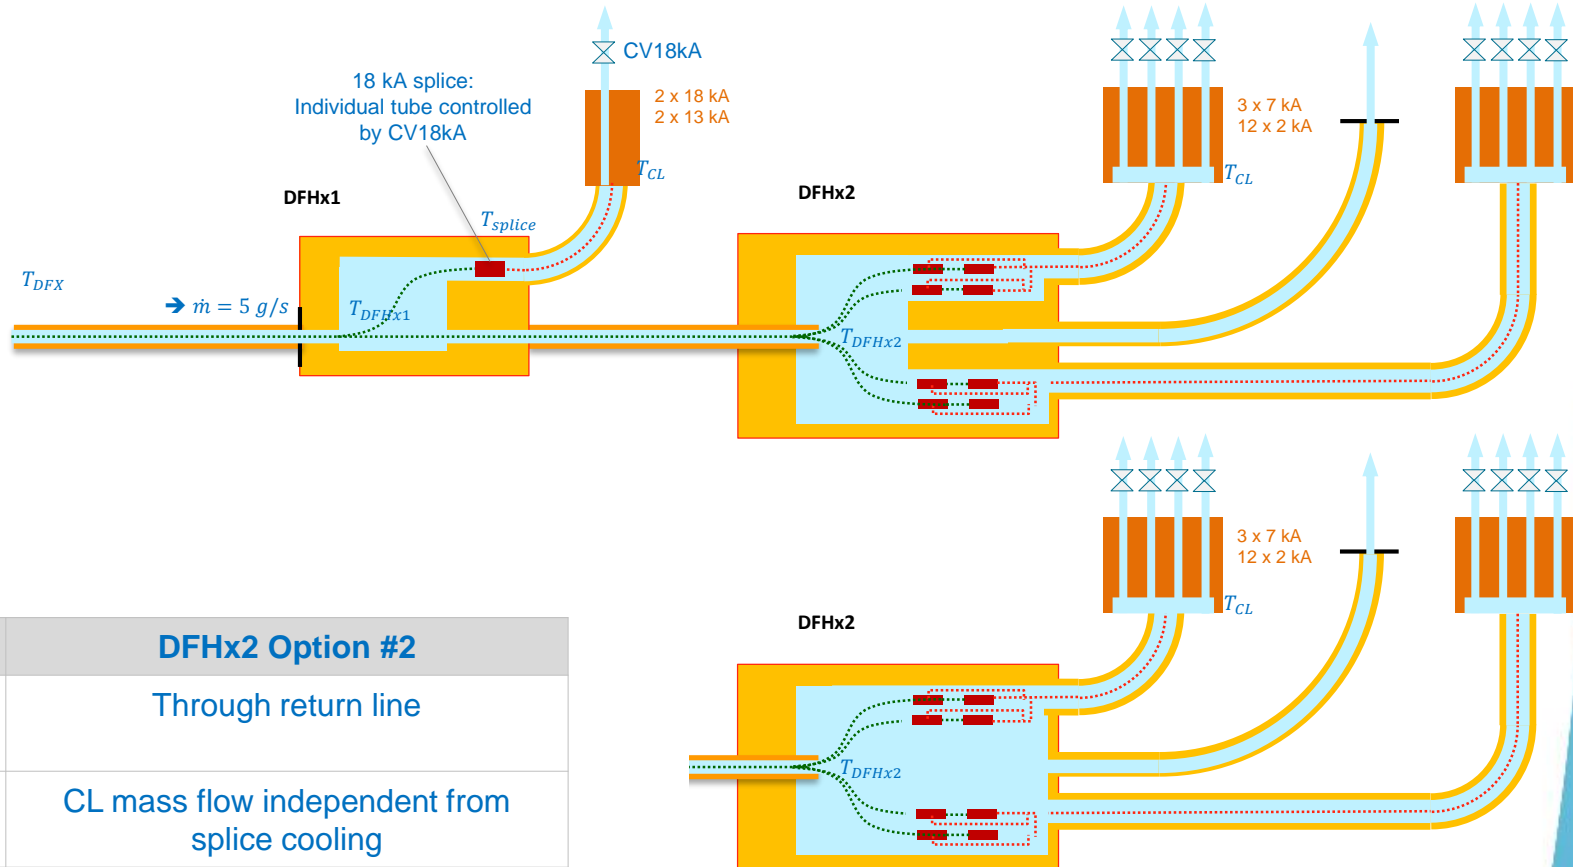 CV18kA
18 kA splice:
Individual tube controlled
by CV18kA
2 x 18 kA
2 x 13 kA
3 x 7 kA
12 x 2 kA
T_CL
T_CL
DFHx1
DFHx2
T_splice
T_DFX
➔ ṁ = 5 g/s
T_DFHx1
T_DFHx2
3 x 7 kA
12 x 2 kA
T_CL
DFHx2
T_DFHx2
DFHx2 Option #2
Through return line
CL mass flow independent from
splice cooling